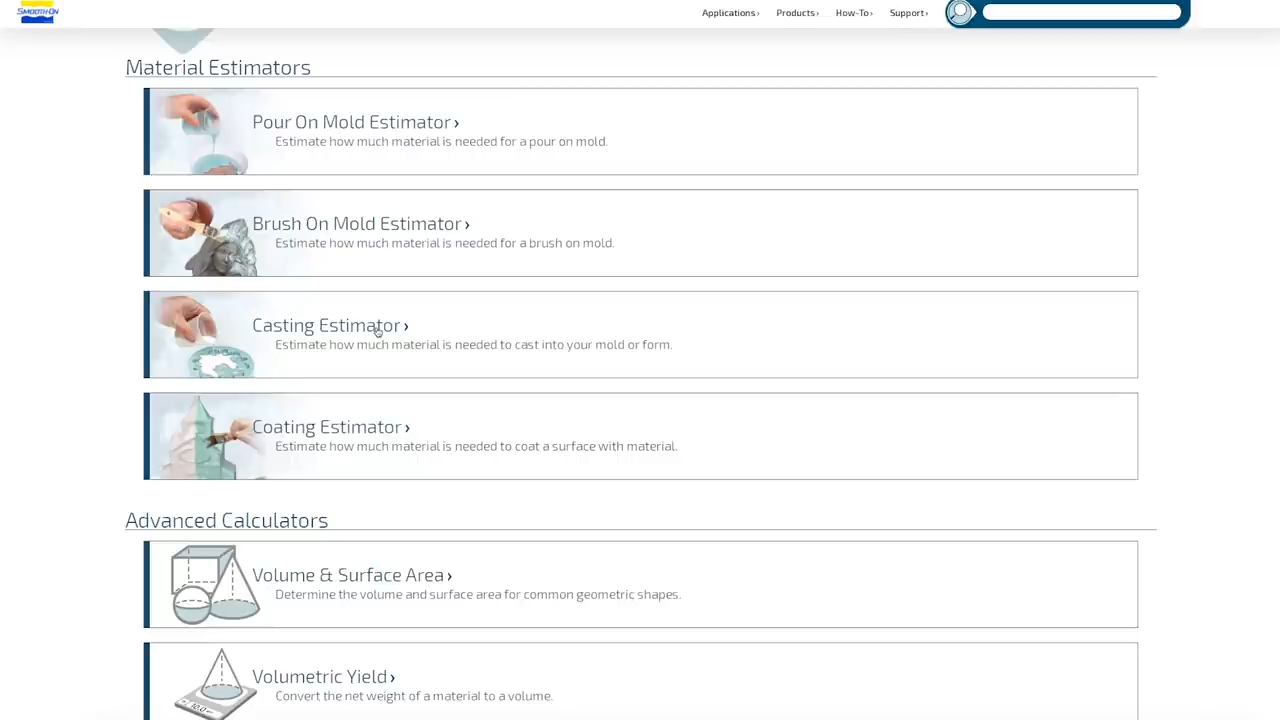 SMOOTH-ON
Applications› Products› How-To› Support›
Material Estimators
Pour On Mold Estimator›
Estimate how much material is needed for a pour on mold.
Brush On Mold Estimator›
Estimate how much material is needed for a brush on mold.
Casting Estimator›
Estimate how much material is needed to cast into your mold or form.
Coating Estimator›
Estimate how much material is needed to coat a surface with material.
Advanced Calculators
Volume & Surface Area›
Determine the volume and surface area for common geometric shapes.
Volumetric Yield›
Convert the net weight of a material to a volume.